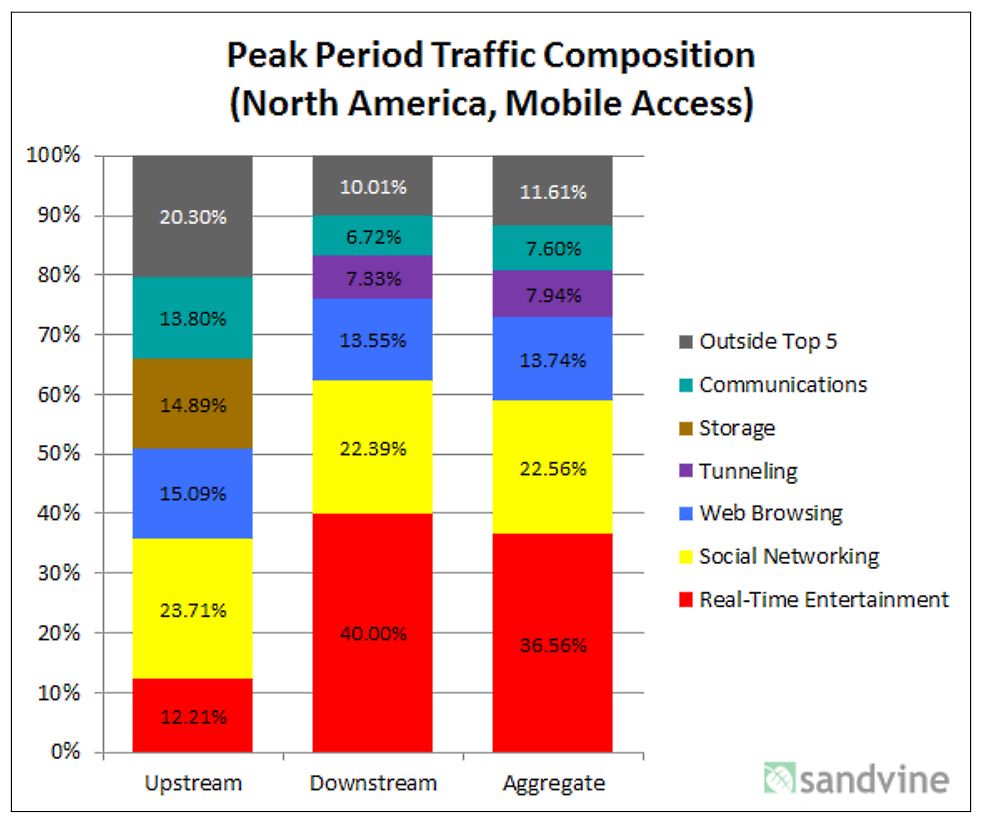 Peak Period Traffic Composition
(North America, Mobile Access)
100%
90%
80%
70%
60%
50%
40%
30%
20%
10%
0%
20.30%
13.80%
14.89%
15.09%
23.71%
12.21%
10.01%
6.72%
7.33%
13.55%
22.39%
40.00%
11.61%
7.60%
7.94%
13.74%
22.56%
36.56%
Upstream
Downstream
Aggregate
Outside Top 5
Communications
Storage
Tunneling
Web Browsing
Social Networking
Real-Time Entertainment
sandvine